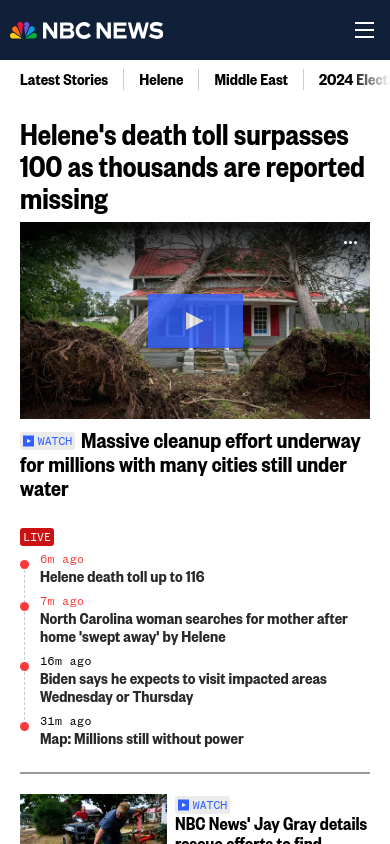 NBC NEWS
Latest Stories
Helene
Middle East
2024 Elect
Helene's death toll surpasses
100 as thousands are reported
missing
WATCH Massive cleanup effort underway
for millions with many cities still under
water
LIVE
6m ago
Helene death toll up to 116
7m ago
North Carolina woman searches for mother after
home 'swept away' by Helene
16m ago
Biden says he expects to visit impacted areas
Wednesday or Thursday
31m ago
Map: Millions still without power
WATCH
NBC News' Jay Gray details
rescue efforts to find